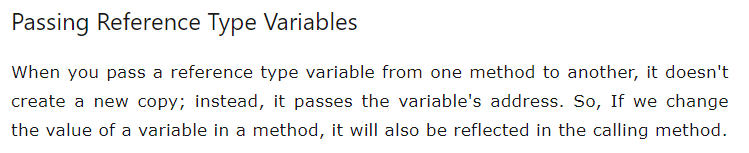 Passing Reference Type Variables
When you pass a reference type variable from one method to another, it doesn't
create a new copy; instead, it passes the variable's address. So, If we change
the value of a variable in a method, it will also be reflected in the calling method.